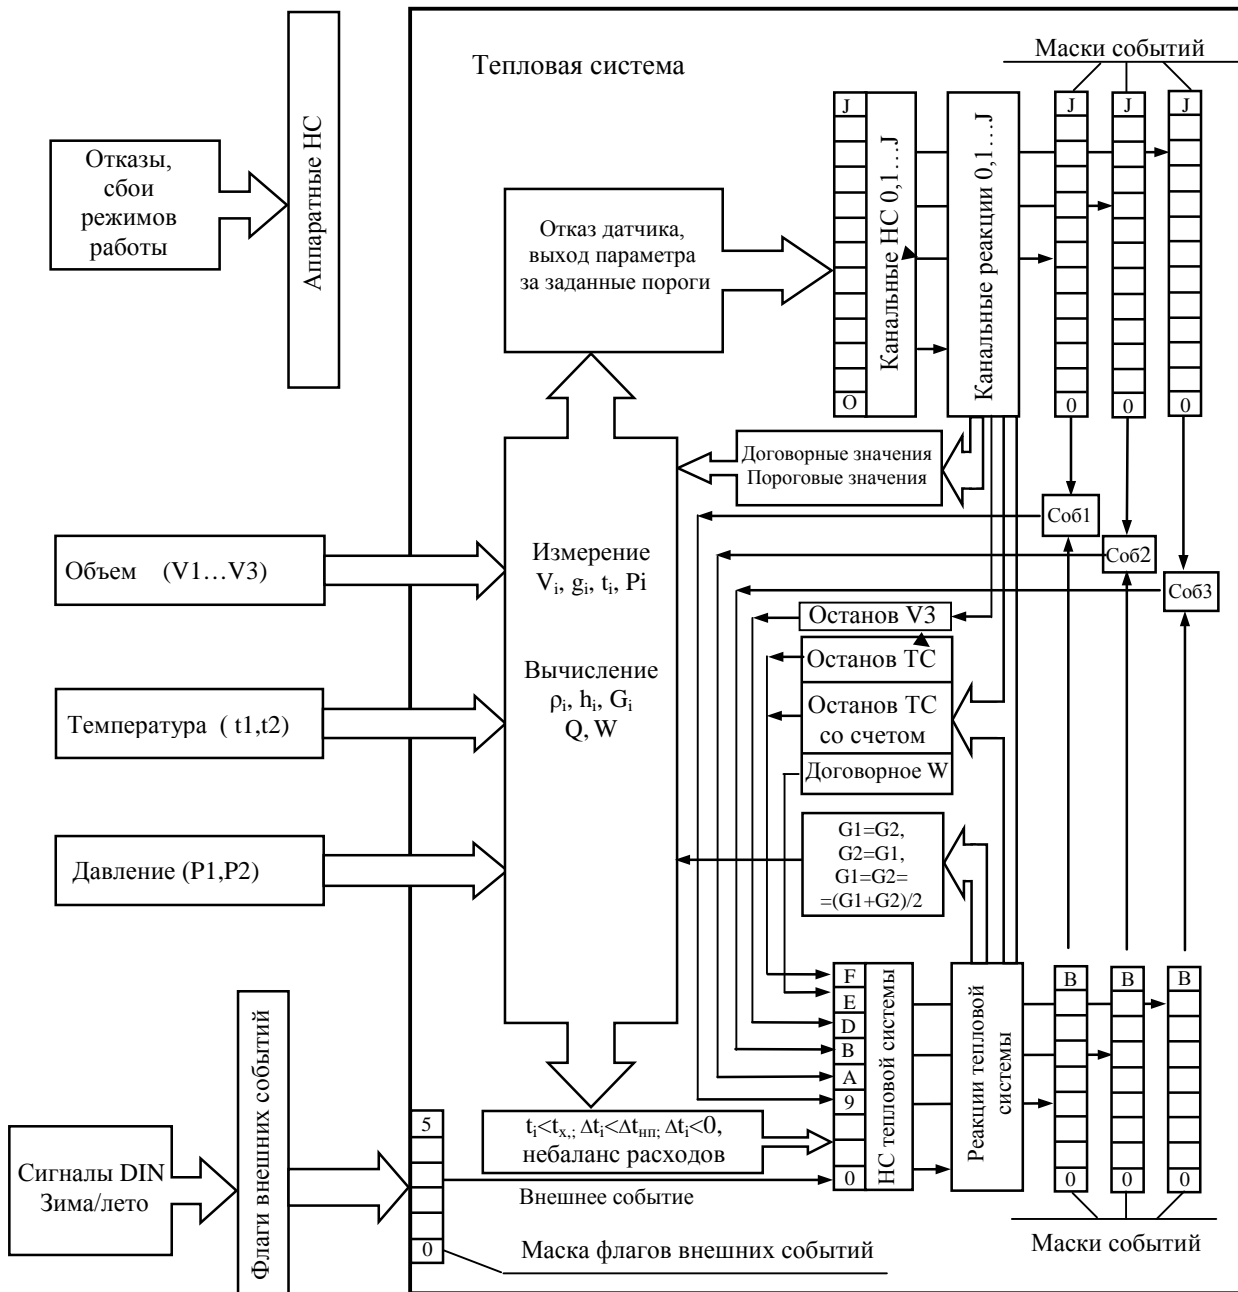 Тепловая система
Маски событий
Отказы,
сбои
режимов
работы
Аппаратные НС
Отказ датчика,
выход параметра
за заданные пороги
J
O
Канальные НС 0,1…J
Канальные реакции 0,1…J
J
J
J
0
0
0
Договорные значения
Пороговые значения
Соб1
Соб2
Соб3
Объем (V1…V3)
Температура ( t1,t2)
Давление (P1,P2)
Измерение
Vi, gi, ti, Pi
Вычисление
ρi, hi, Gi
Q, W
Останов V3
Останов ТС
Останов ТС
со счетом
Договорное W
G1=G2,
G2=G1,
G1=G2=
=(G1+G2)/2
F
E
D
B
A
9
0
НС тепловой системы
Реакции тепловой
системы
B
B
B
0
0
0
Маски событий
ti<tх,; Δti<Δtнп; Δti<0,
небаланс расходов
Внешнее событие
Сигналы DIN
Зима/лето
Флаги внешних событий
5
0
Маска флагов внешних событий